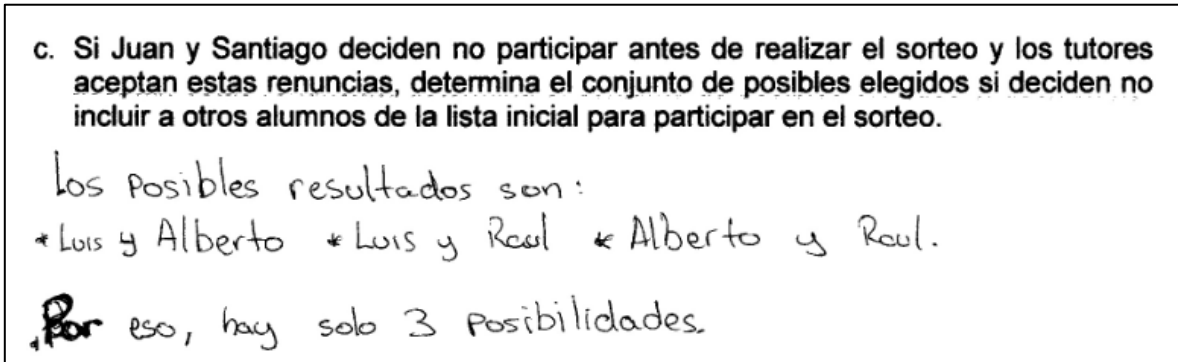 c. Si Juan y Santiago deciden no participar antes de realizar el sorteo y los tutores
aceptan estas renuncias, determina el conjunto de posibles elegidos si deciden no
incluir a otros alumnos de la lista inicial para participar en el sorteo.
Los posibles resultados son:
* Luis y Alberto * Luis y Raul * Alberto y Raul.
Por eso, hay solo 3 posibilidades.